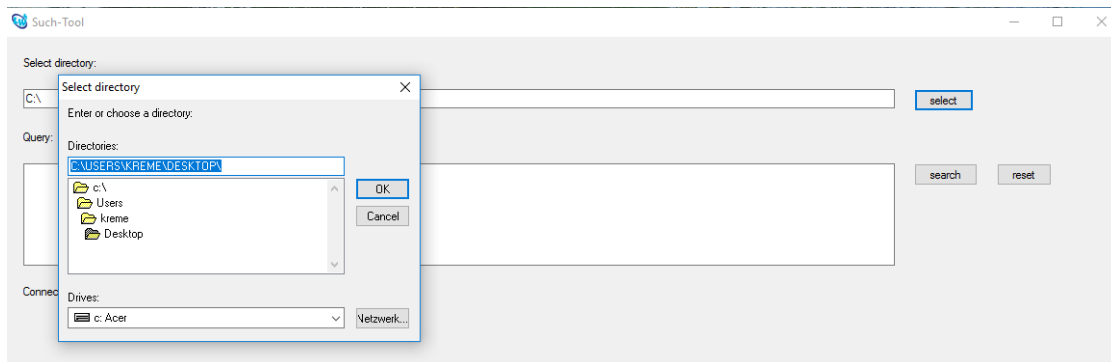 Such-Tool
Select directory:
C:\
select
Query:
search
reset
Select directory
Enter or choose a directory:
Directories:
C:\USERS\KREME\DESKTOP\
c:\
Users
kreme
Desktop
OK
Cancel
Drives:
c: Acer
Netzwerk...
Connec